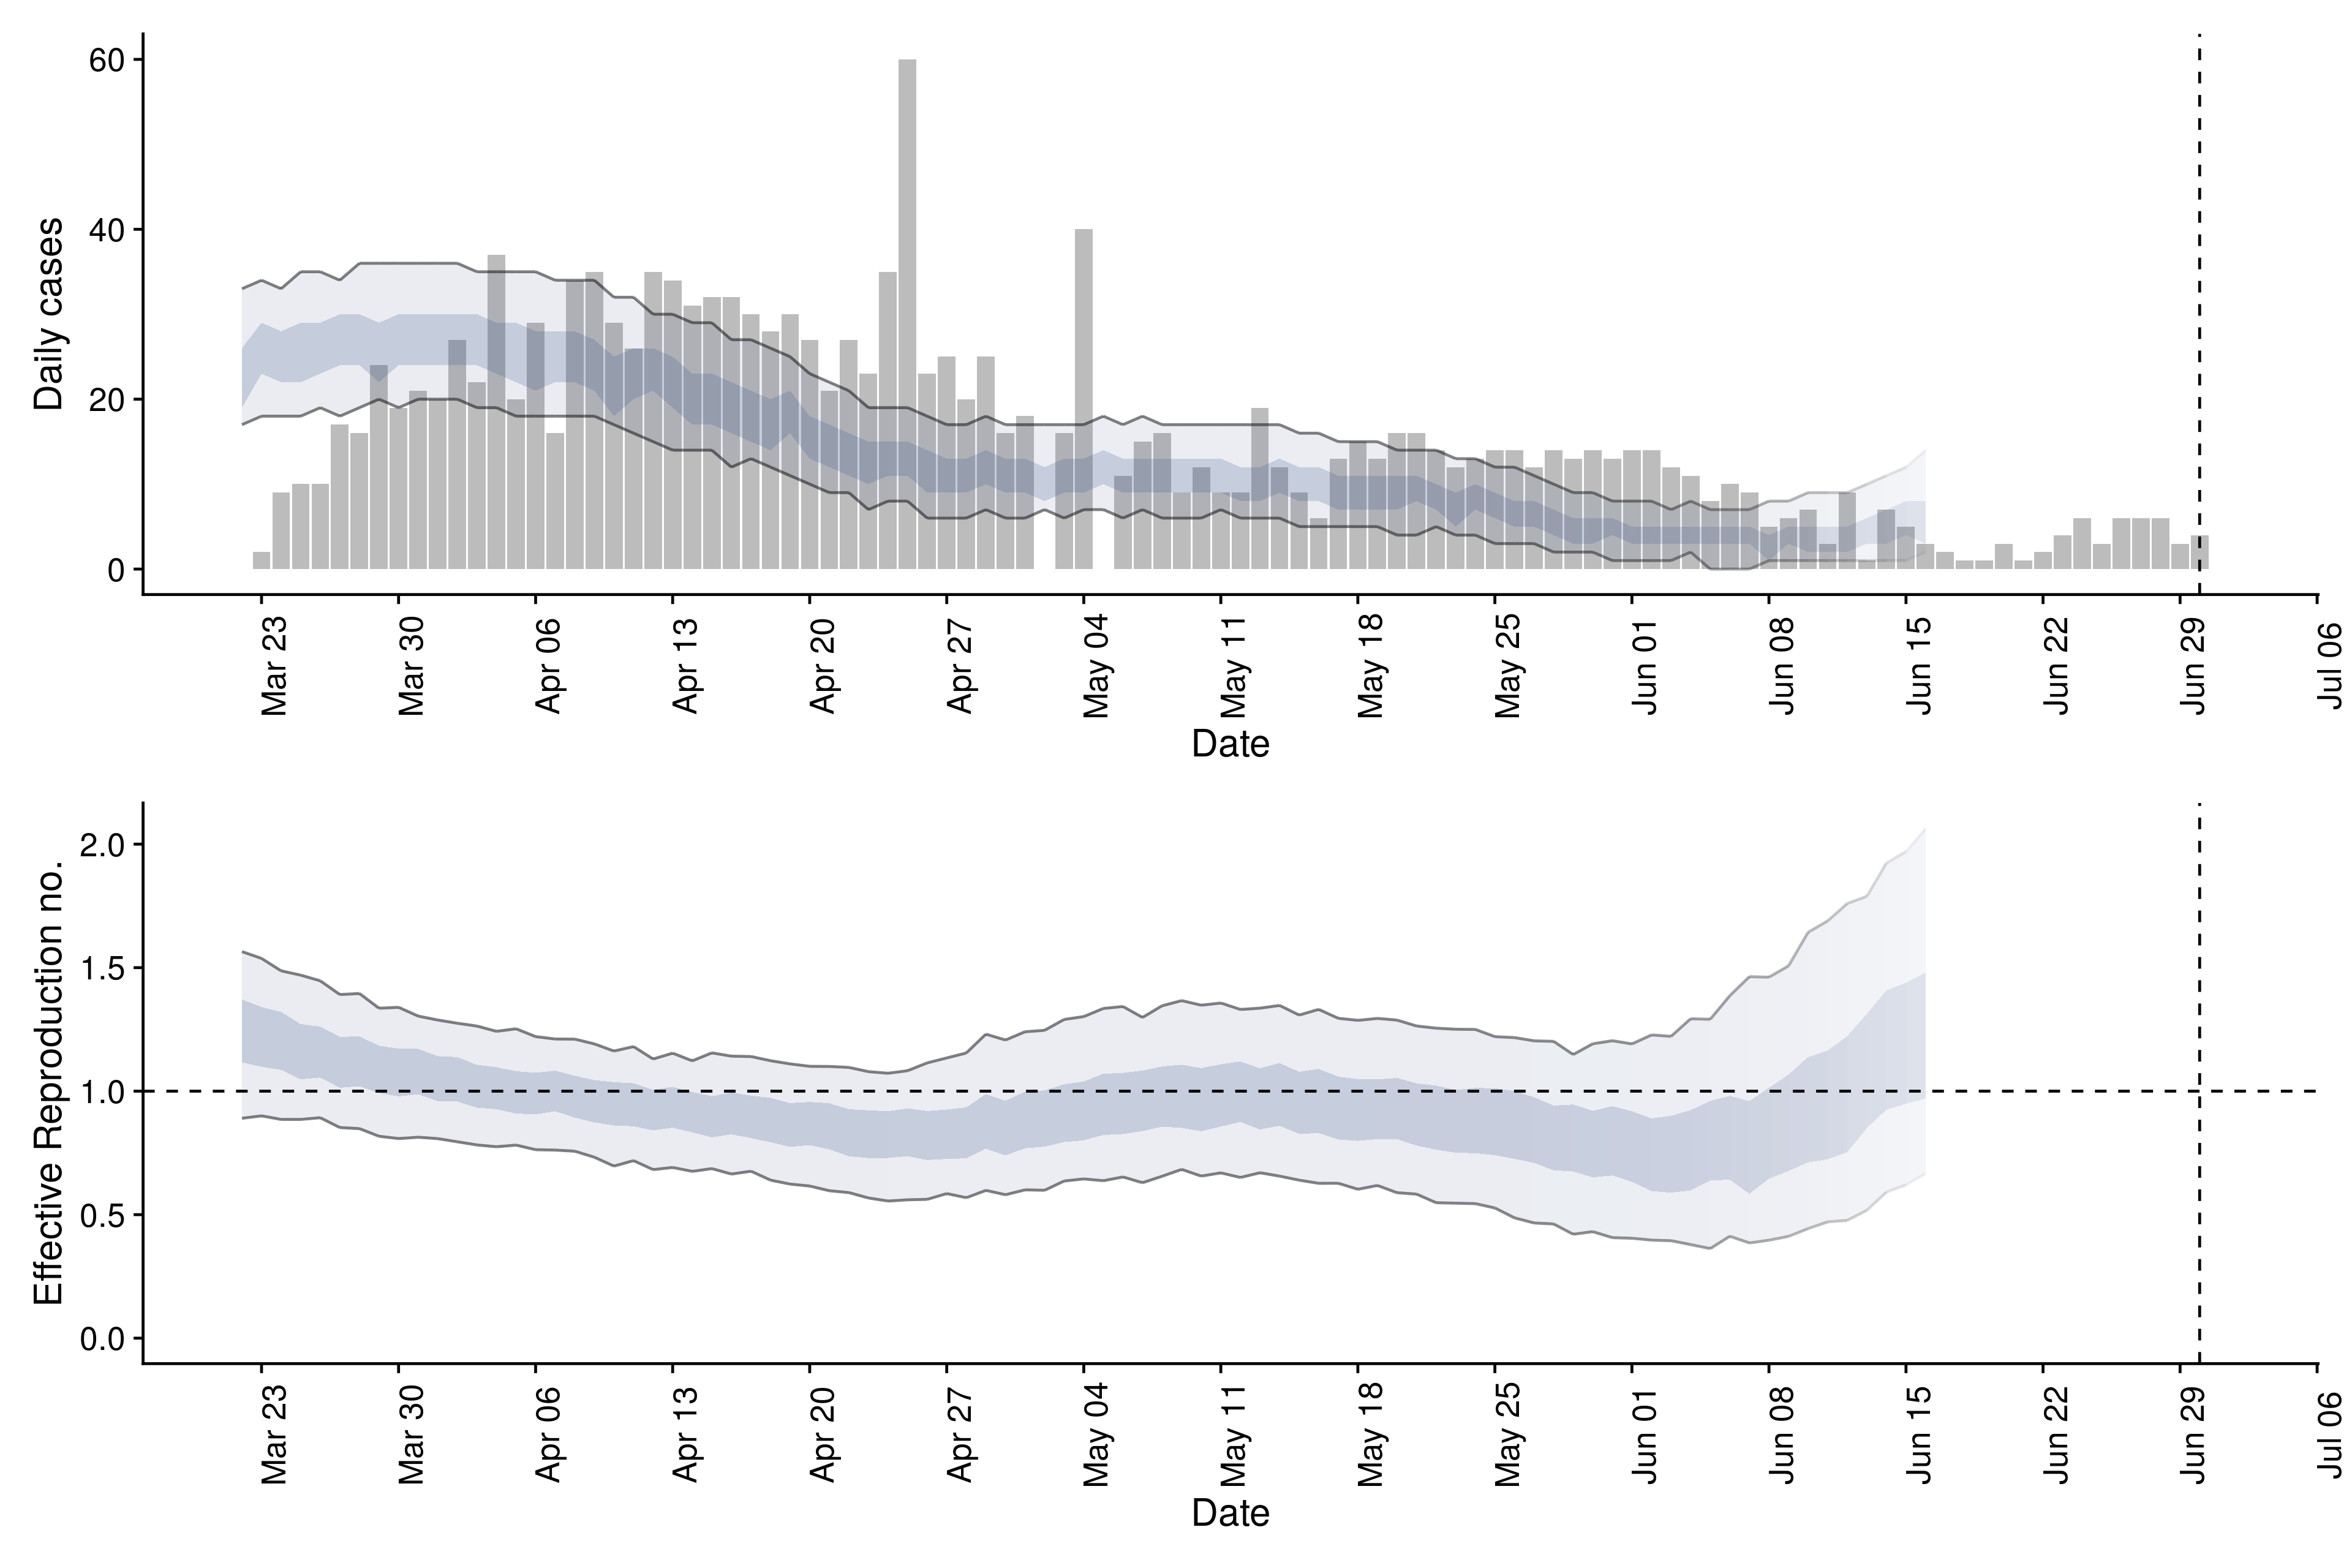 Daily cases
60
40
20
0
Mar 23
Mar 30
Apr 06
Apr 13
Apr 20
Apr 27
May 04
May 11
May 18
May 25
Jun 01
Jun 08
Jun 15
Jun 22
Jun 29
Jul 06
Date
Effective Reproduction no.
2.0
1.5
1.0
0.5
0.0
Mar 23
Mar 30
Apr 06
Apr 13
Apr 20
Apr 27
May 04
May 11
May 18
May 25
Jun 01
Jun 08
Jun 15
Jun 22
Jun 29
Jul 06
Date